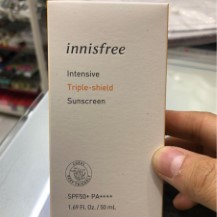 innisfree
Intensive
Triple-shield
Sunscreen
SPF50+ PA++++
1.69 fl. Oz. / 50 mL